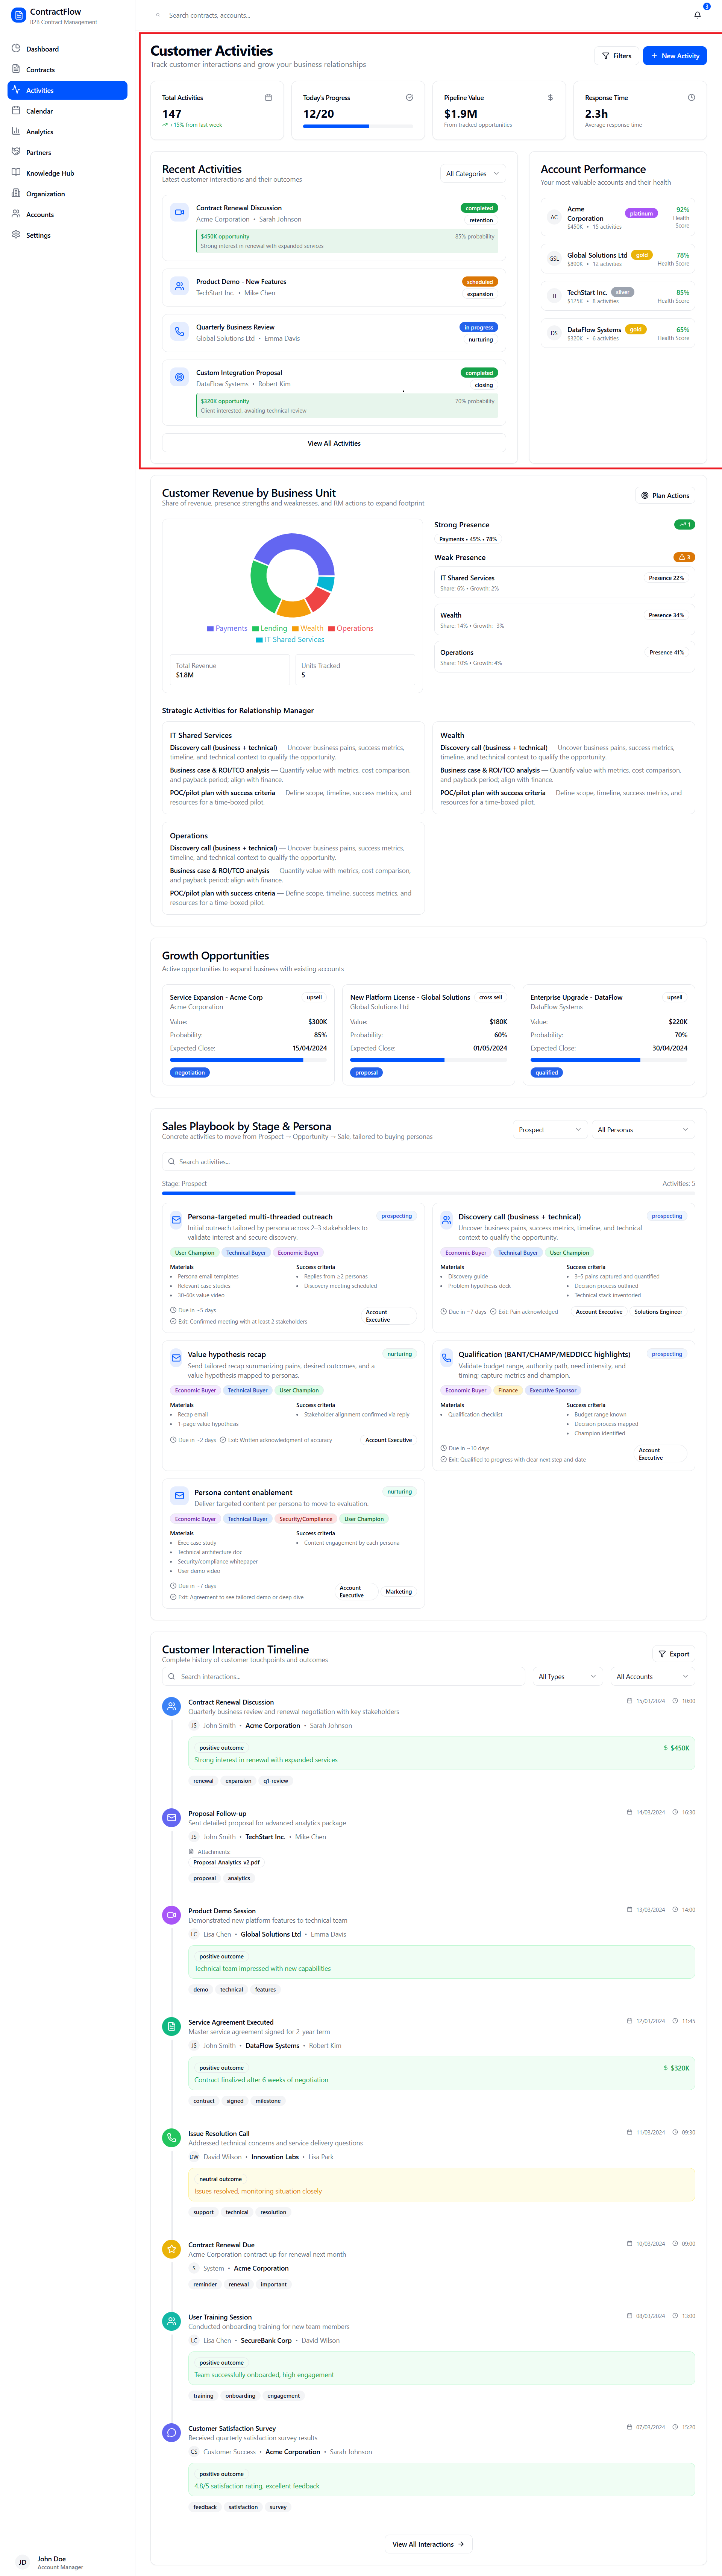 ContractFlow
B2B Contract Management
Search contracts, accounts...
3
Dashboard
Contracts
Activities
Calendar
Analytics
Partners
Knowledge Hub
Organization
Accounts
Settings
Customer Activities
Track customer interactions and grow your business relationships
Filters
New Activity
Total Activities
147
+15% from last week
Today's Progress
12/20
Pipeline Value
$1.9M
From tracked opportunities
Response Time
2.3h
Average response time
Recent Activities
Latest customer interactions and their outcomes
All Categories
Contract Renewal Discussion
completed
Acme Corporation • Sarah Johnson
retention
$450K opportunity
85% probability
Strong interest in renewal with expanded services
Product Demo - New Features
scheduled
TechStart Inc. • Mike Chen
expansion
Quarterly Business Review
in progress
Global Solutions Ltd • Emma Davis
nurturing
Custom Integration Proposal
completed
DataFlow Systems • Robert Kim
closing
$320K opportunity
70% probability
Client interested, awaiting technical review
View All Activities
Account Performance
Your most valuable accounts and their health
AC
Acme Corporation
platinum
92%
$450K • 15 activities
Health Score
GSL
Global Solutions Ltd
gold
78%
$890K • 12 activities
Health Score
TI
TechStart Inc.
silver
85%
$125K • 8 activities
Health Score
DS
DataFlow Systems
gold
65%
$320K • 6 activities
Health Score
Customer Revenue by Business Unit
Share of revenue, presence strengths and weaknesses, and RM actions to expand footprint
Plan Actions
Payments Lending Wealth Operations
IT Shared Services
Total Revenue
$1.8M
Units Tracked
5
Strong Presence
1
Payments • 45% • 78%
Weak Presence
3
IT Shared Services
Presence 22%
Share: 6% • Growth: 2%
Wealth
Presence 34%
Share: 14% • Growth: -3%
Operations
Presence 41%
Share: 10% • Growth: 4%
Strategic Activities for Relationship Manager
IT Shared Services
Discovery call (business + technical) — Uncover business pains, success metrics,
timeline, and technical context to qualify the opportunity.
Business case & ROI/TCO analysis — Quantify value with metrics, cost comparison,
and payback period; align with finance.
POC/pilot plan with success criteria — Define scope, timeline, success metrics, and
resources for a time-boxed pilot.
Wealth
Discovery call (business + technical) — Uncover business pains, success metrics,
timeline, and technical context to qualify the opportunity.
Business case & ROI/TCO analysis — Quantify value with metrics, cost comparison,
and payback period; align with finance.
POC/pilot plan with success criteria — Define scope, timeline, success metrics, and
resources for a time-boxed pilot.
Operations
Discovery call (business + technical) — Uncover business pains, success metrics,
timeline, and technical context to qualify the opportunity.
Business case & ROI/TCO analysis — Quantify value with metrics, cost comparison,
and payback period; align with finance.
POC/pilot plan with success criteria — Define scope, timeline, success metrics, and
resources for a time-boxed pilot.
Growth Opportunities
Active opportunities to expand business with existing accounts
Service Expansion - Acme Corp
upsell
Acme Corporation
Value: $300K
Probability: 85%
Expected Close: 15/04/2024
negotiation
New Platform License - Global Solutions
cross sell
Global Solutions Ltd
Value: $180K
Probability: 60%
Expected Close: 01/05/2024
proposal
Enterprise Upgrade - DataFlow
upsell
DataFlow Systems
Value: $220K
Probability: 70%
Expected Close: 30/04/2024
qualified
Sales Playbook by Stage & Persona
Concrete activities to move from Prospect → Opportunity → Sale, tailored to buying personas
Prospect
All Personas
Search activities...
Stage: Prospect
Activities: 5
Persona-targeted multi-threaded outreach
prospecting
Initial outreach tailored by persona across 2–3 stakeholders to
validate interest and secure discovery.
User Champion Technical Buyer Economic Buyer
Materials
Success criteria
• Persona email templates
• Relevant case studies
• 30-60s value video
• Replies from ≥2 personas
• Discovery meeting scheduled
Due in ~5 days
Exit: Confirmed meeting with at least 2 stakeholders
Account Executive
Discovery call (business + technical)
prospecting
Uncover business pains, success metrics, timeline, and technical
context to qualify the opportunity.
Economic Buyer Technical Buyer User Champion
Materials
Success criteria
• Discovery guide
• Problem hypothesis deck
• 3–5 pains captured and quantified
• Decision process outlined
• Technical stack inventoried
Due in ~7 days
Exit: Pain acknowledged
Account Executive
Solutions Engineer
Value hypothesis recap
nurturing
Send tailored recap summarizing pains, desired outcomes, and a
value hypothesis mapped to personas.
Economic Buyer Technical Buyer User Champion
Materials
Success criteria
• Recap email
• 1-page value hypothesis
• Stakeholder alignment confirmed via reply
Due in ~2 days
Exit: Written acknowledgment of accuracy
Account Executive
Qualification (BANT/CHAMP/MEDDICC highlights)
prospecting
Validate budget range, authority path, need intensity, and
timing; capture metrics and champion.
Economic Buyer Finance Executive Sponsor
Materials
Success criteria
• Qualification checklist
• Budget range known
• Decision process mapped
• Champion identified
Due in ~10 days
Exit: Qualified to progress with clear next step and date
Account Executive
Persona content enablement
nurturing
Deliver targeted content per persona to move to evaluation.
Economic Buyer Technical Buyer Security/Compliance User Champion
Materials
Success criteria
• Exec case study
• Technical architecture doc
• Security/compliance whitepaper
• User demo video
• Content engagement by each persona
Due in ~7 days
Exit: Agreement to see tailored demo or deep dive
Account Executive
Marketing
Customer Interaction Timeline
Complete history of customer touchpoints and outcomes
Export
Search interactions...
All Types
All Accounts
Contract Renewal Discussion
15/03/2024 10:00
Quarterly business review and renewal negotiation with key stakeholders
JS John Smith • Acme Corporation • Sarah Johnson
positive outcome
$ $450K
Strong interest in renewal with expanded services
renewal expansion q1-review
Proposal Follow-up
14/03/2024 16:30
Sent detailed proposal for advanced analytics package
JS John Smith • TechStart Inc. • Mike Chen
Attachments:
Proposal_Analytics_v2.pdf
proposal analytics
Product Demo Session
13/03/2024 14:00
Demonstrated new platform features to technical team
LC Lisa Chen • Global Solutions Ltd • Emma Davis
positive outcome
Technical team impressed with new capabilities
demo technical features
Service Agreement Executed
12/03/2024 11:45
Master service agreement signed for 2-year term
JS John Smith • DataFlow Systems • Robert Kim
positive outcome
$ $320K
Contract finalized after 6 weeks of negotiation
contract signed milestone
Issue Resolution Call
11/03/2024 09:30
Addressed technical concerns and service delivery questions
DW David Wilson • Innovation Labs • Lisa Park
neutral outcome
Issues resolved, monitoring situation closely
support technical resolution
Contract Renewal Due
10/03/2024 09:00
Acme Corporation contract up for renewal next month
S System • Acme Corporation
reminder renewal important
User Training Session
08/03/2024 13:00
Conducted onboarding training for new team members
LC Lisa Chen • SecureBank Corp • David Wilson
positive outcome
Team successfully onboarded, high engagement
training onboarding engagement
Customer Satisfaction Survey
07/03/2024 15:20
Received quarterly satisfaction survey results
CS Customer Success • Acme Corporation • Sarah Johnson
positive outcome
4.8/5 satisfaction rating, excellent feedback
feedback satisfaction survey
View All Interactions
JD
John Doe
Account Manager